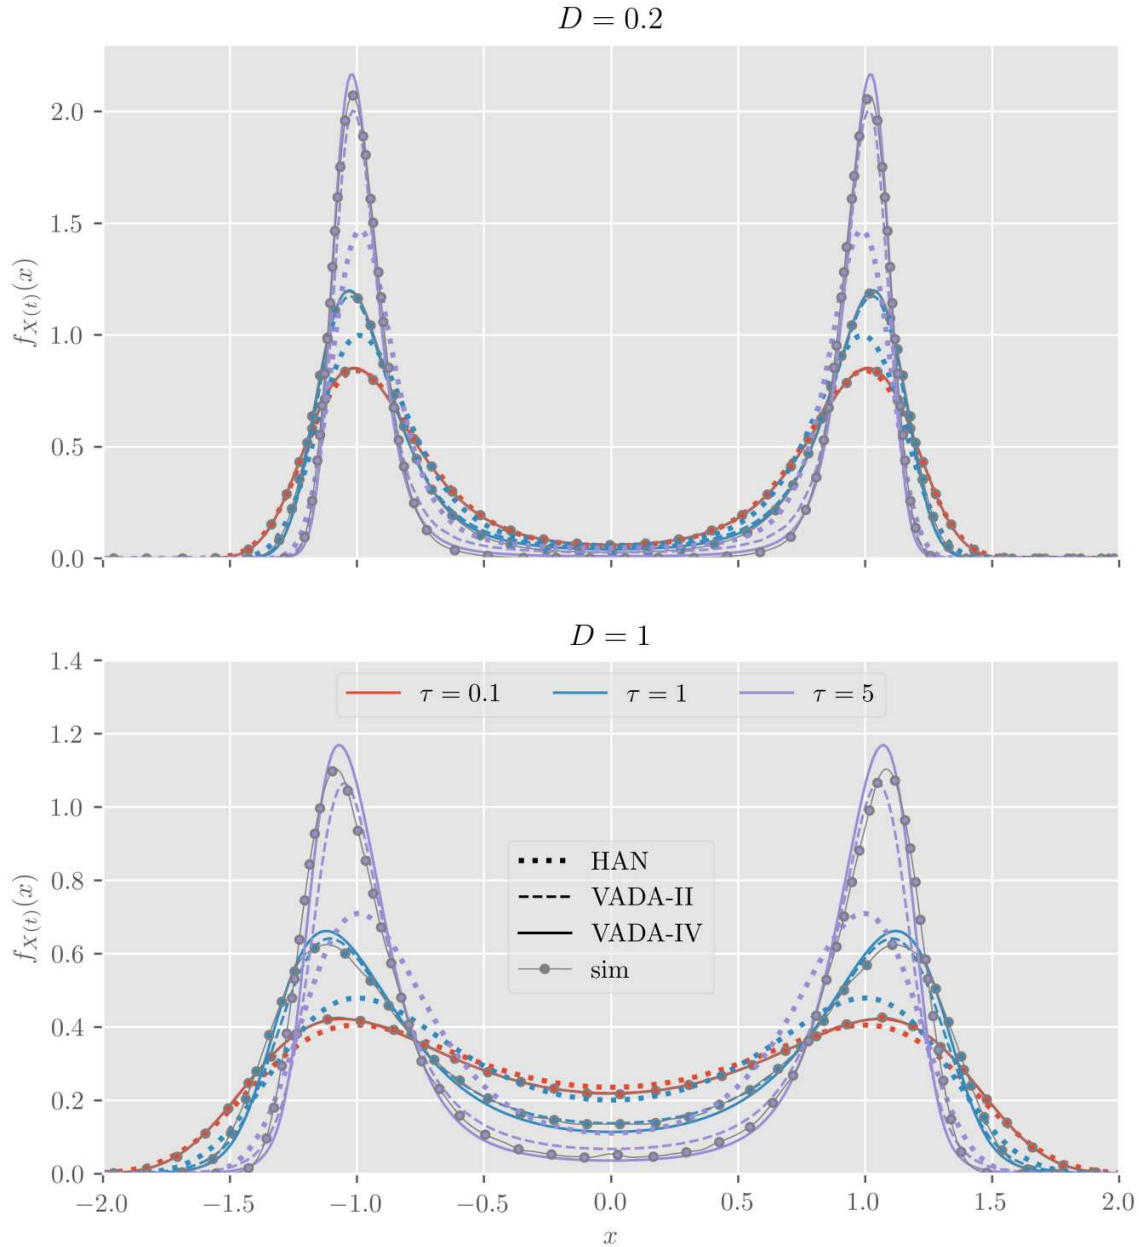 D = 0.2
2.0
1.5
1.0
0.5
0.0
f_{X(t)}(x)
D = 1
1.4
1.2
1.0
0.8
0.6
0.4
0.2
0.0
f_{X(t)}(x)
τ = 0.1 τ = 1 τ = 5
HAN
VADA-II
VADA-IV
sim
−2.0 −1.5 −1.0 −0.5 0.0 0.5 1.0 1.5 2.0
x